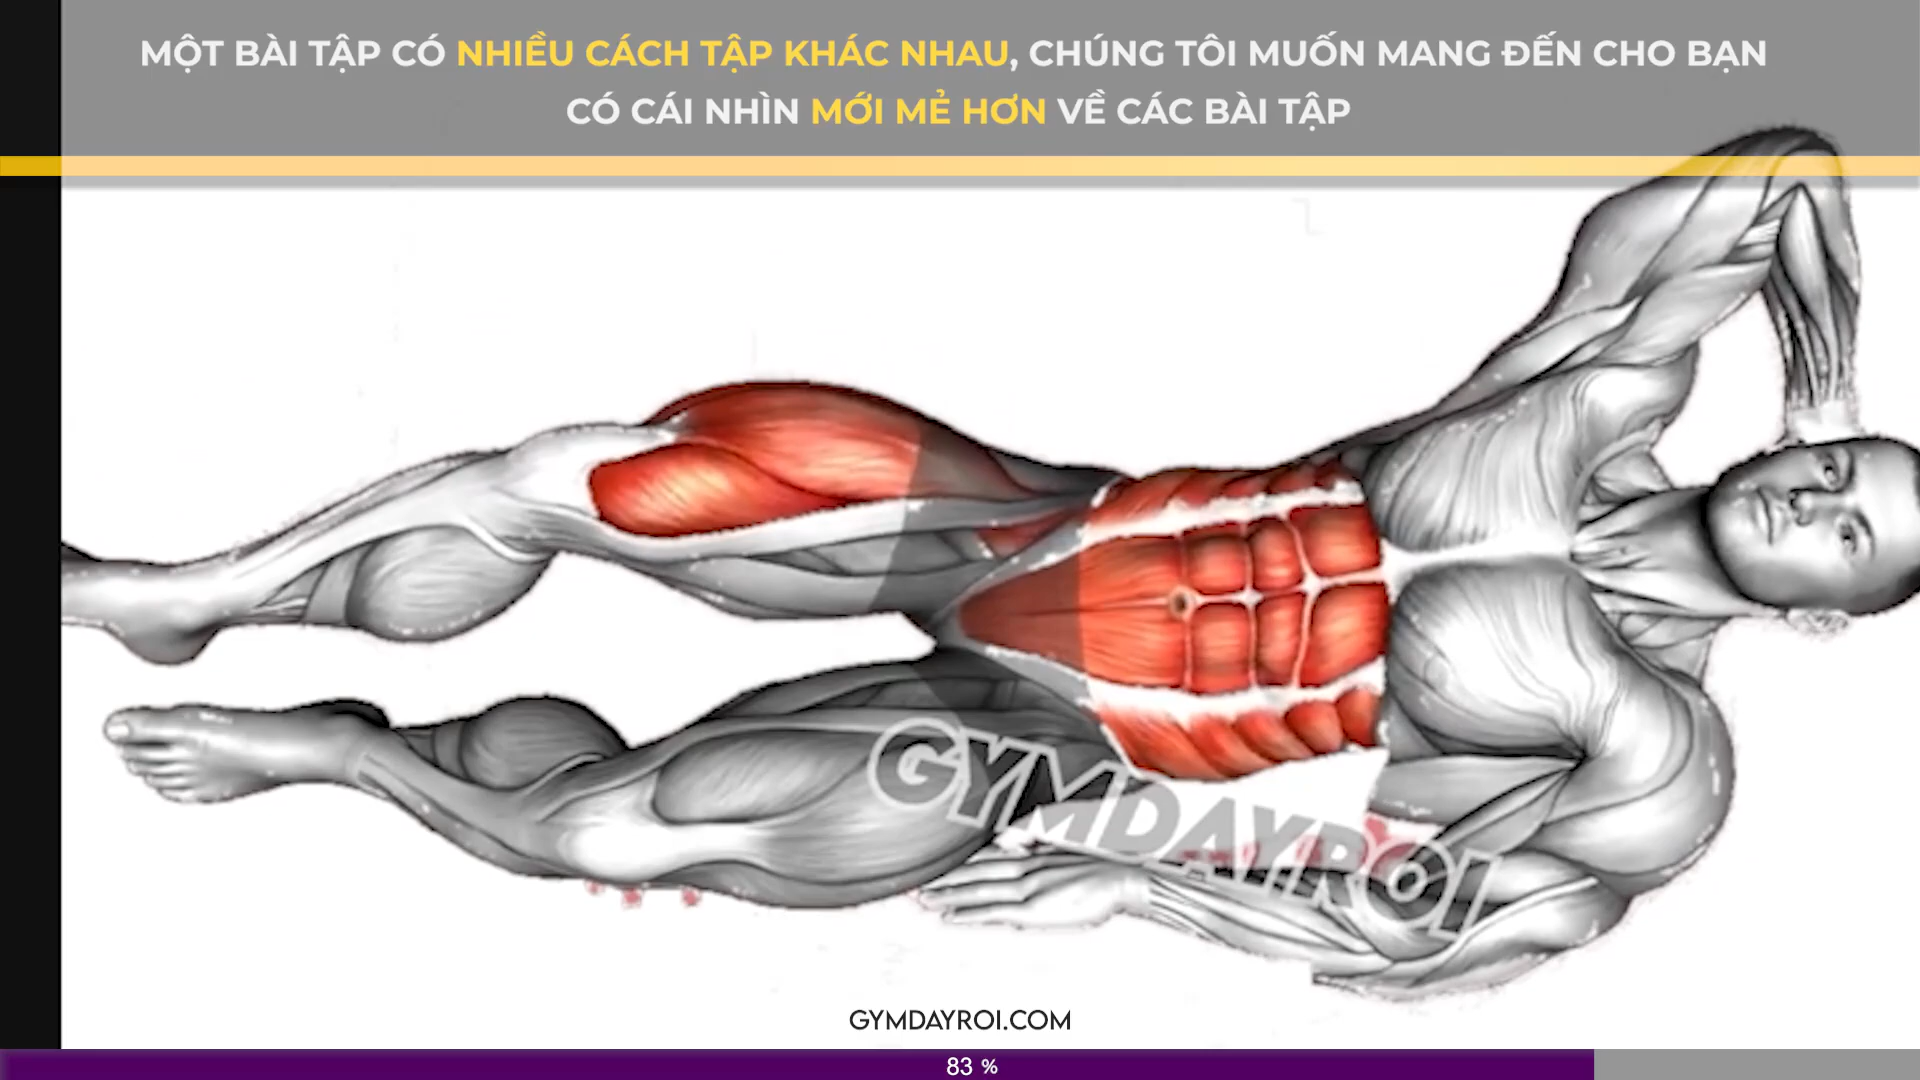 MỘT BÀI TẬP CÓ NHIỀU CÁCH TẬP KHÁC NHAU, CHÚNG TÔI MUỐN MANG ĐẾN CHO BẠN
CÓ CÁI NHÌN MỚI MẺ HƠN VỀ CÁC BÀI TẬP
GYMDAYROI
GYMDAYROI.COM
83 %